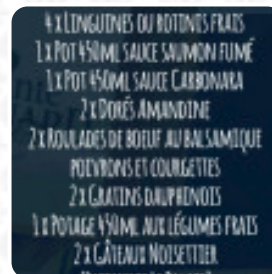 4 x Linguines ou rotinis frais
1 x Pot 450ml sauce saumon fumé
1 x Pot 450ml sauce Carbonara
2 x Dorés Amandine
2 x Roulades de boeuf au balsamique
poivrons et courgettes
2 x Gratins dauphinois
1 x Potage 450ml aux légumes frais
2 x Gâteaux Noisettier